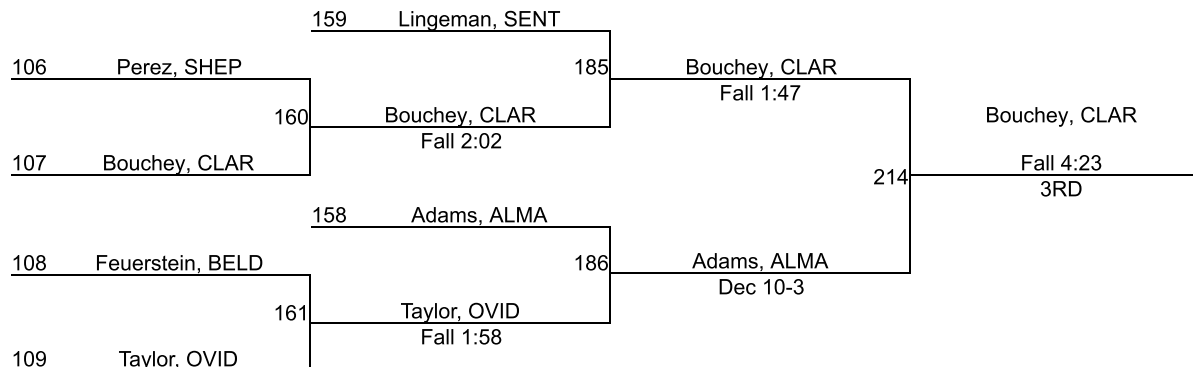 159 Lingeman, SENT
106 Perez, SHEP
185 Bouchey, CLAR
Fall 1:47
160 Bouchey, CLAR
Fall 2:02
Bouchey, CLAR
107 Bouchey, CLAR
Fall 4:23
214
3RD
158 Adams, ALMA
108 Feuerstein, BELD
186 Adams, ALMA
Dec 10-3
161 Taylor, OVID
Fall 1:58
109 Taylor, OVID